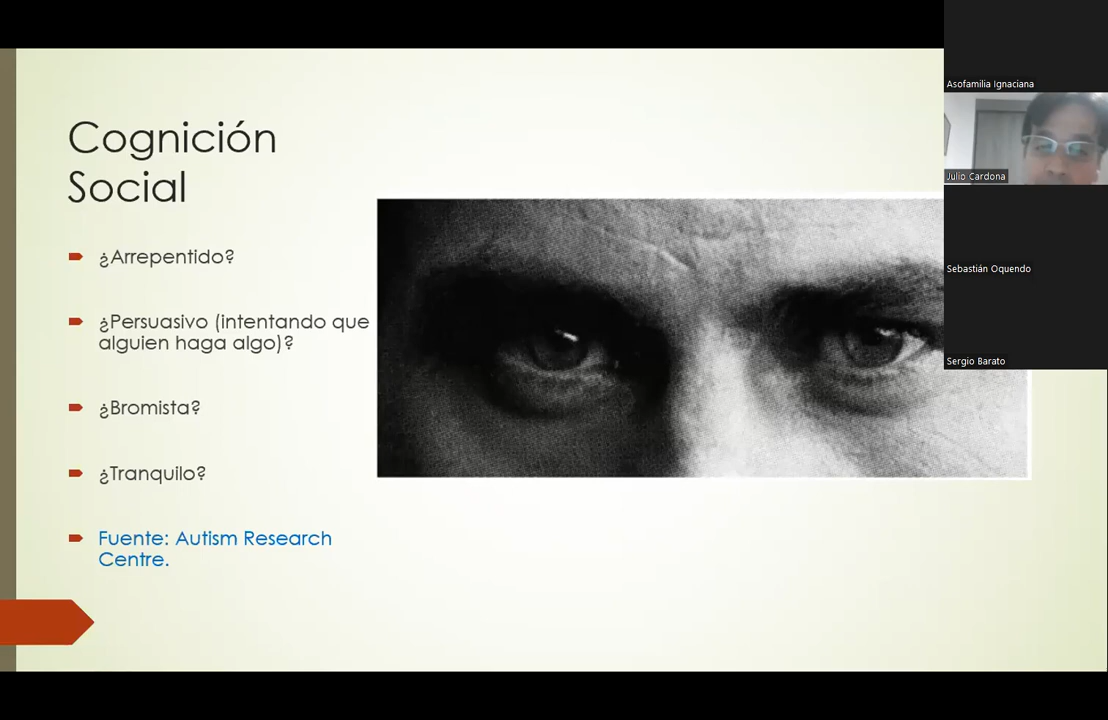 Cognición
Social
¿Arrepentido?
¿Persuasivo (intentando que
alguien haga algo)?
¿Bromista?
¿Tranquilo?
Fuente: Autism Research
Centre.
Asofamilia Ignaciana
Julio Cardona
Sebastián Oquendo
Sergio Barato